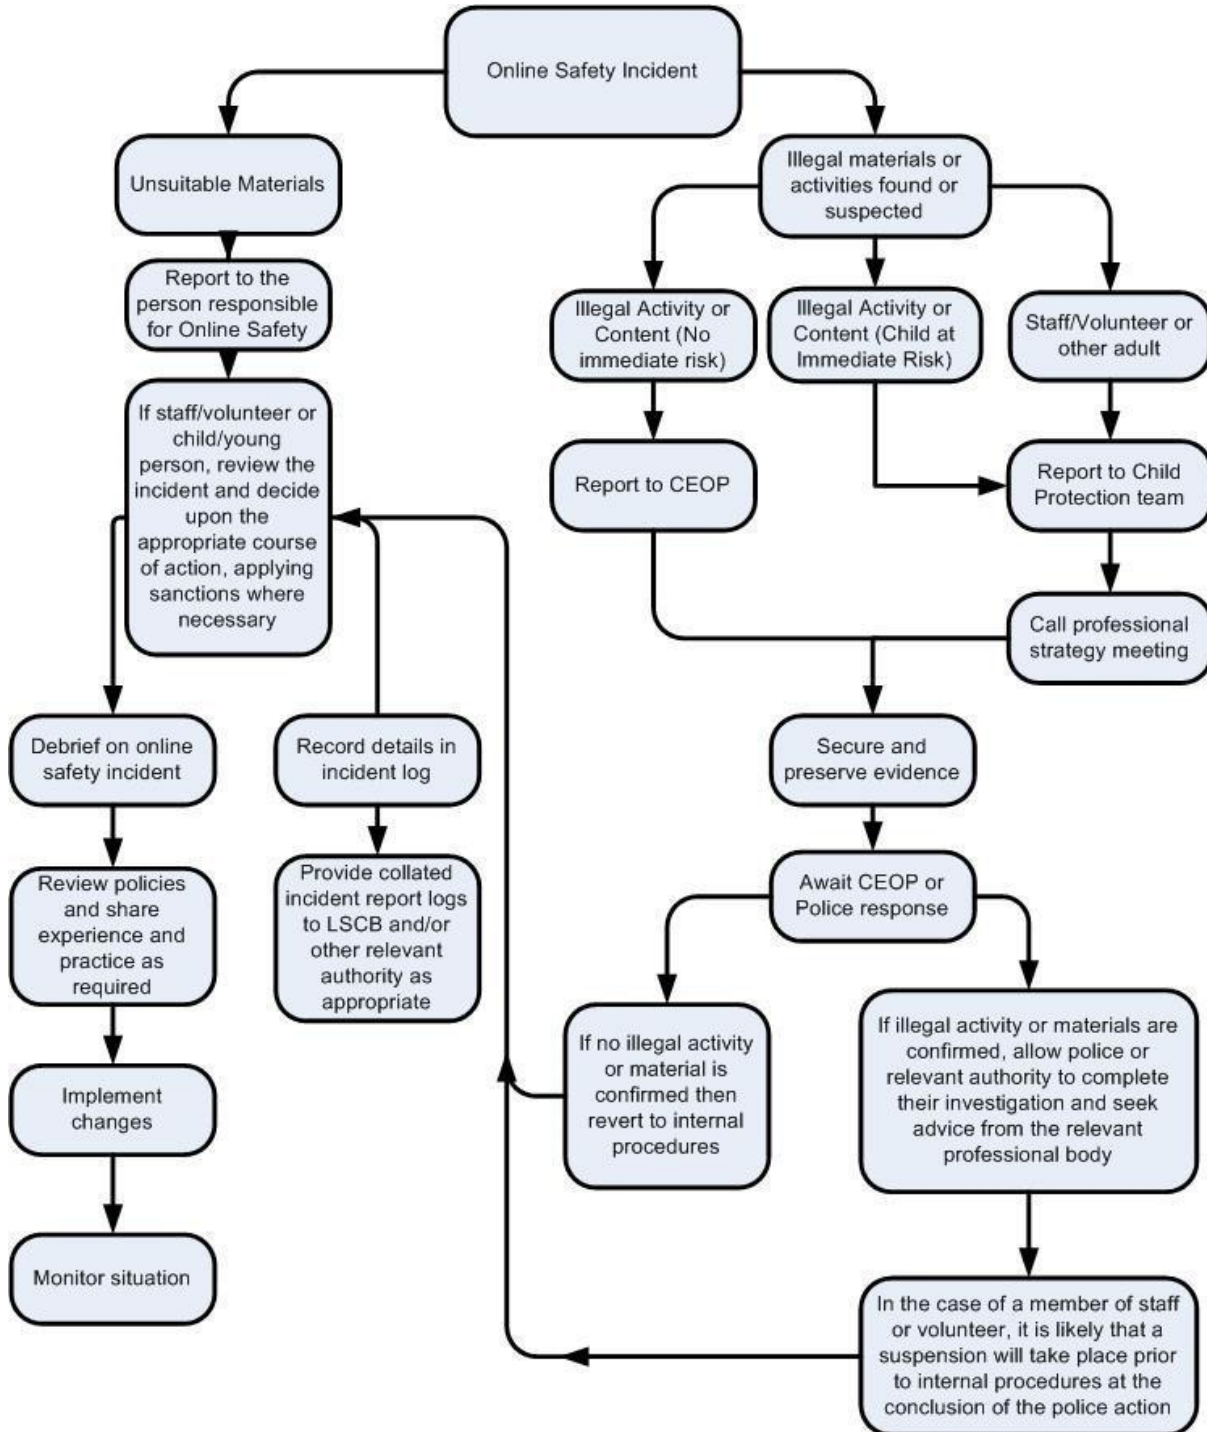 Online Safety Incident
Unsuitable Materials
Illegal materials or
activities found or
suspected
Report to the
person responsible
for Online Safety
Illegal Activity or
Content (No
immediate risk)
Illegal Activity or
Content (Child at
Immediate Risk)
Staff/Volunteer or
other adult
If staff/volunteer or
child/young
person, review the
incident and decide
upon the
appropriate course
of action, applying
sanctions where
necessary
Report to CEOP
Report to Child
Protection team
Call professional
strategy meeting
Debrief on online
safety incident
Record details in
incident log
Secure and
preserve evidence
Review policies
and share
experience and
practice as
required
Provide collated
incident report logs
to LSCB and/or
other relevant
authority as
appropriate
Await CEOP or
Police response
If no illegal activity
or material is
confirmed then
revert to internal
procedures
If illegal activity or materials are
confirmed, allow police or
relevant authority to complete
their investigation and seek
advice from the relevant
professional body
Implement
changes
Monitor situation
In the case of a member of staff
or volunteer, it is likely that a
suspension will take place prior
to internal procedures at the
conclusion of the police action